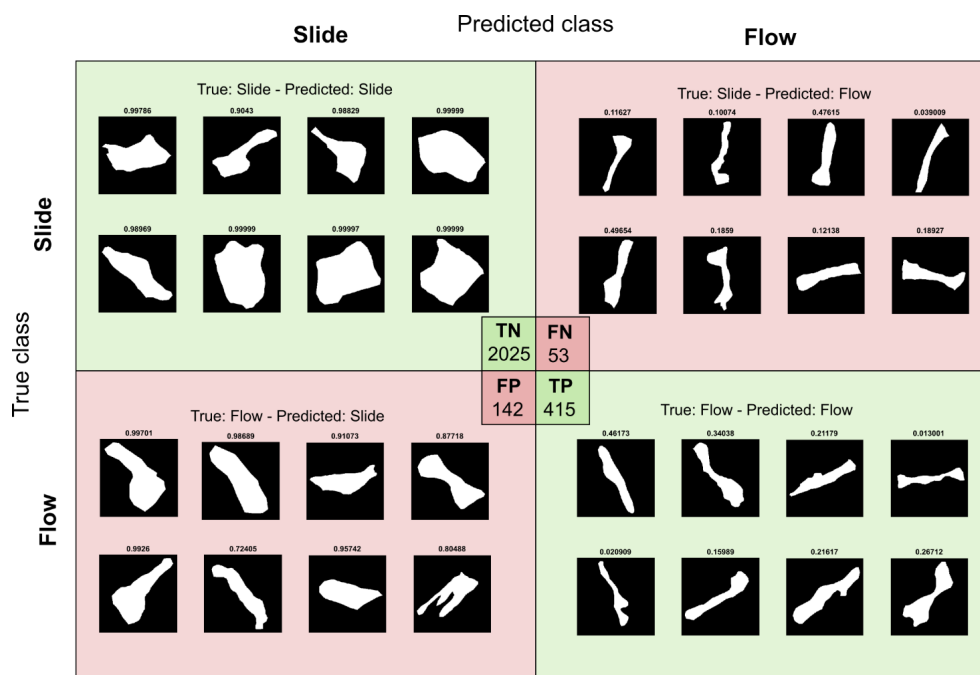 Predicted class
Slide
Flow
True class
Slide
Flow
True: Slide - Predicted: Slide
0.99786 0.9043 0.98829 0.99999
0.98969 0.99999 0.99997 0.99999
True: Slide - Predicted: Flow
0.11627 0.10074 0.47615 0.039009
0.49654 0.1859 0.12138 0.18927
TN FN
2025 53
FP TP
142 415
True: Flow - Predicted: Slide
0.99701 0.98689 0.91073 0.87718
0.9926 0.72405 0.95742 0.80488
True: Flow - Predicted: Flow
0.46173 0.34038 0.21179 0.013001
0.020909 0.15989 0.21617 0.26712